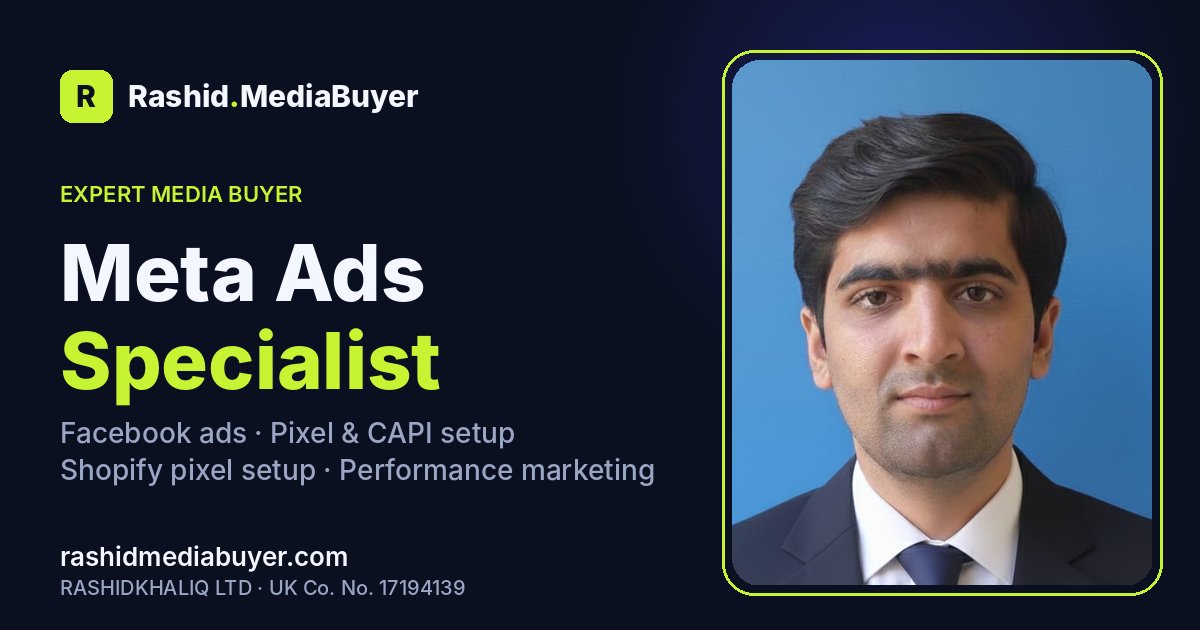 R Rashid.MediaBuyer
EXPERT MEDIA BUYER
Meta Ads
Specialist
Facebook ads · Pixel & CAPI setup
Shopify pixel setup · Performance marketing
rashidmediabuyer.com
RASHIDKHALIQ LTD · UK Co. No. 17194139